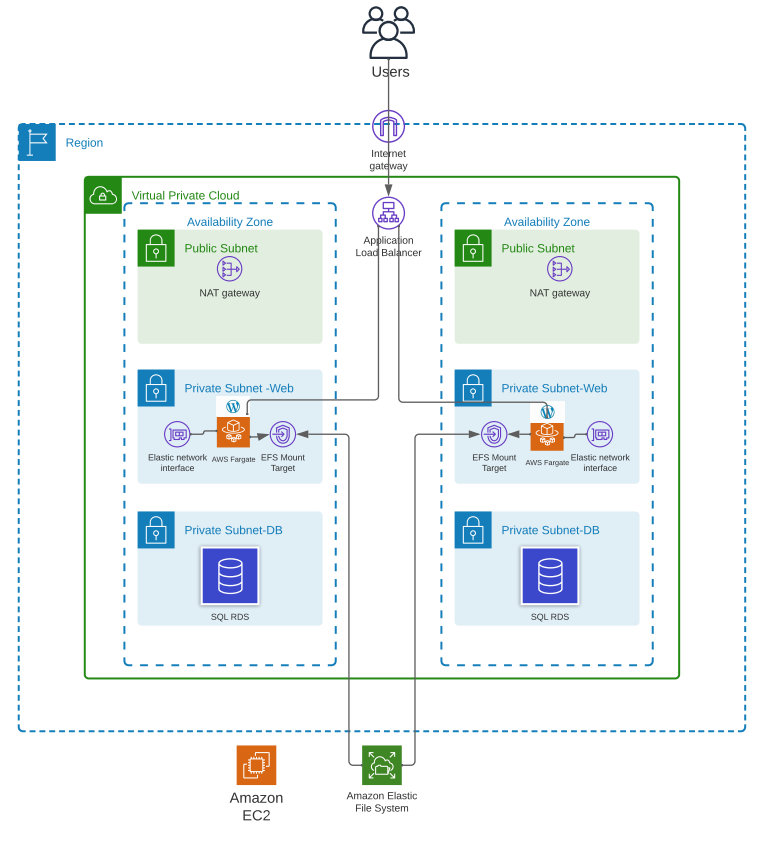 Users
Region
Internet
gateway
Virtual Private Cloud
Application
Load Balancer
Availability Zone
Public Subnet
NAT gateway
Private Subnet -Web
Elastic network
interface
AWS Fargate
EFS Mount
Target
Private Subnet-DB
SQL RDS
Availability Zone
Public Subnet
NAT gateway
Private Subnet-Web
EFS Mount
Target
AWS Fargate
Elastic network
interface
Private Subnet-DB
SQL RDS
Amazon
EC2
Amazon Elastic
File System